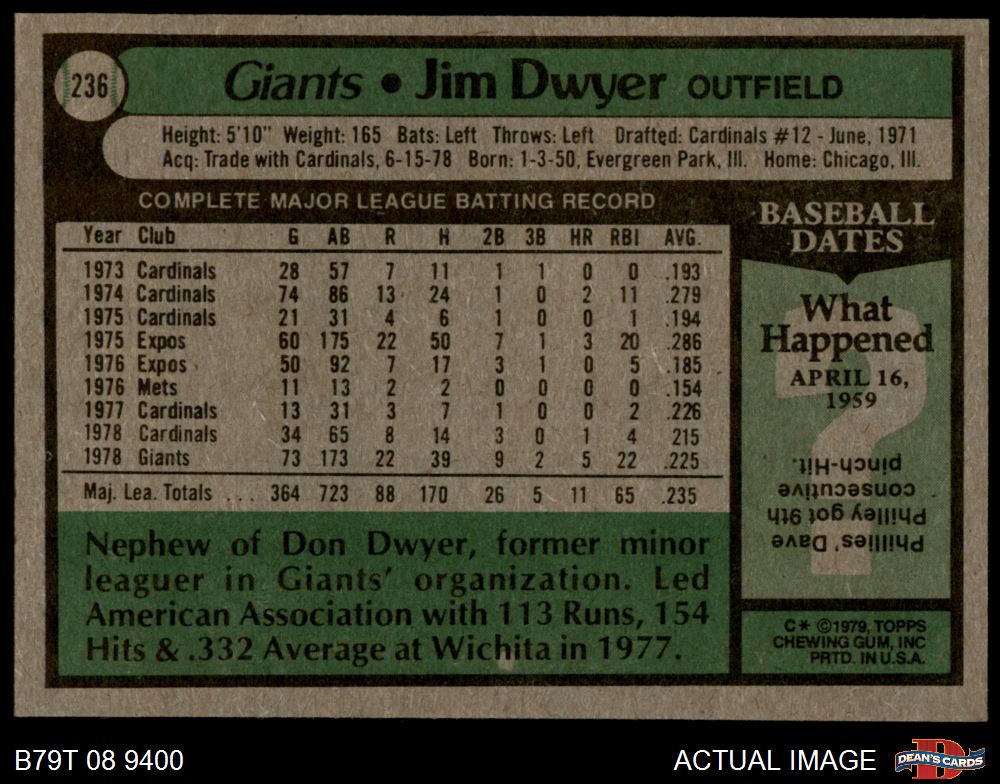 236
Giants • Jim Dwyer OUTFIELD
Height: 5'10" Weight: 165 Bats: Left Throws: Left Drafted: Cardinals #12 - June, 1971
Acq: Trade with Cardinals, 6-15-78 Born: 1-3-50, Evergreen Park, Ill. Home: Chicago, Ill.
COMPLETE MAJOR LEAGUE BATTING RECORD
Year Club G AB R H 2B 3B HR RBI AVG.
1973 Cardinals 28 57 7 11 1 1 0 0 .193
1974 Cardinals 74 86 13 24 1 0 2 11 .279
1975 Cardinals 21 31 4 6 1 0 0 1 .194
1975 Expos 60 175 22 50 7 1 3 20 .286
1976 Expos 50 92 7 17 3 1 0 5 .185
1976 Mets 11 13 2 2 0 0 0 0 .154
1977 Cardinals 13 31 3 7 1 0 0 2 .226
1978 Cardinals 34 65 8 14 3 0 1 4 215
1978 Giants 73 173 22 39 9 2 5 22 .225
Maj. Lea. Totals ... 364 723 88 170 26 5 11 65 .235
Nephew of Don Dwyer, former minor
leaguer in Giants' organization. Led
American Association with 113 Runs, 154
Hits & .332 Average at Wichita in 1977.
BASEBALL
DATES
What
Happened
APRIL 16,
1959
?
Phillies' Dave
Philley got 9th
consecutive
pinch-Hit.
C* ©1979, TOPPS
CHEWING GUM, INC
PRTD. IN U.S.A.
B79T 08 9400
ACTUAL IMAGE
D
DEAN'S CARDS